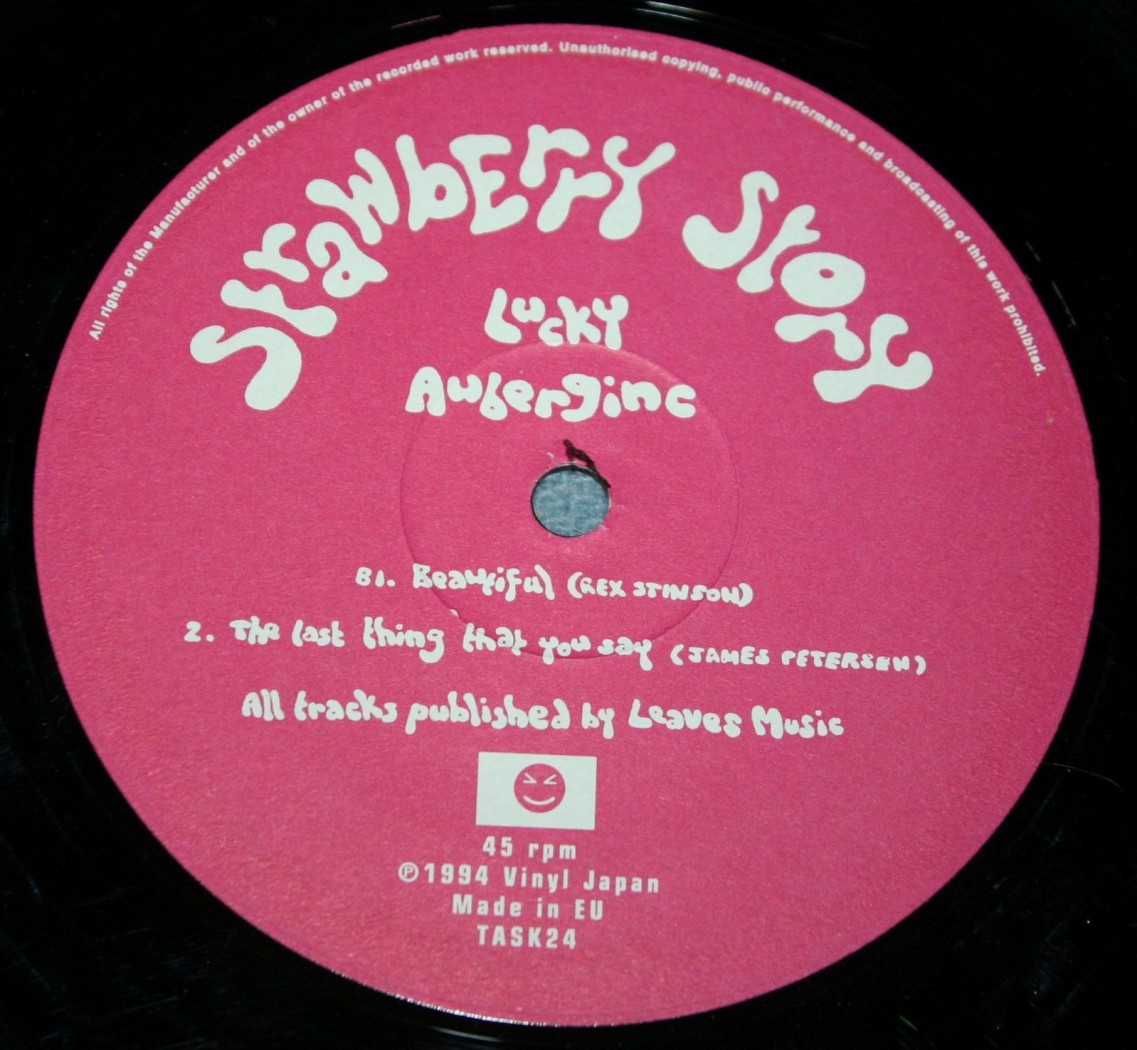 All rights of the Manufacturer and of the owner of the recorded work reserved. Unauthorised copying, public performance and broadcasting of this work prohibited.
Strawberry Story
Lucky
Aubergine
B1. Beautiful (REX STINSON)
2. The last thing that you say (JAMES PETERSEN)
All tracks published by Leaves Music
45 rpm
℗1994 Vinyl Japan
Made in EU
TASK24